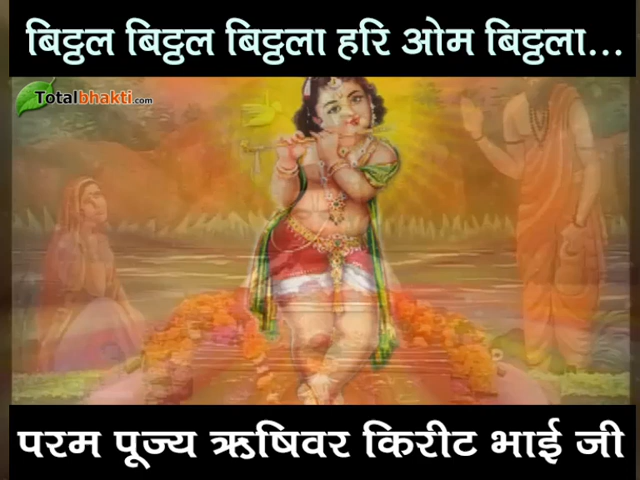 बिट्ठल बिट्ठल बिट्ठला हरि ओम बिट्ठला...
Totalbhakti.com
परम पूज्य ऋषिवर किरीट भाई जी